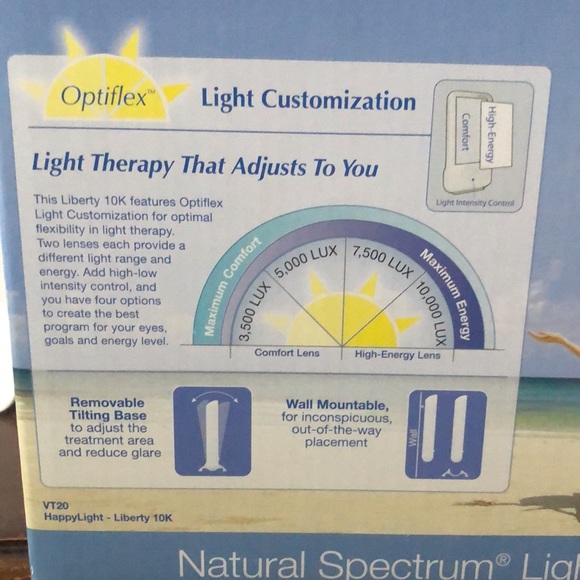 Optiflex™ Light Customization
High-Energy
Comfort
Light Intensity Control
Light Therapy That Adjusts To You
This Liberty 10K features Optiflex
Light Customization for optimal
flexibility in light therapy.
Two lenses each provide a
different light range and
energy. Add high-low
intensity control, and
you have four options
to create the best
program for your eyes,
goals and energy level.
Maximum Comfort
Maximum Energy
3,500 LUX
5,000 LUX
7,500 LUX
10,000 LUX
Comfort Lens
High-Energy Lens
Removable
Tilting Base
to adjust the
treatment area
and reduce glare
Wall Mountable,
for inconspicuous,
out-of-the-way
placement
Wall
VT20
HappyLight - Liberty 10K
Natural Spectrum®